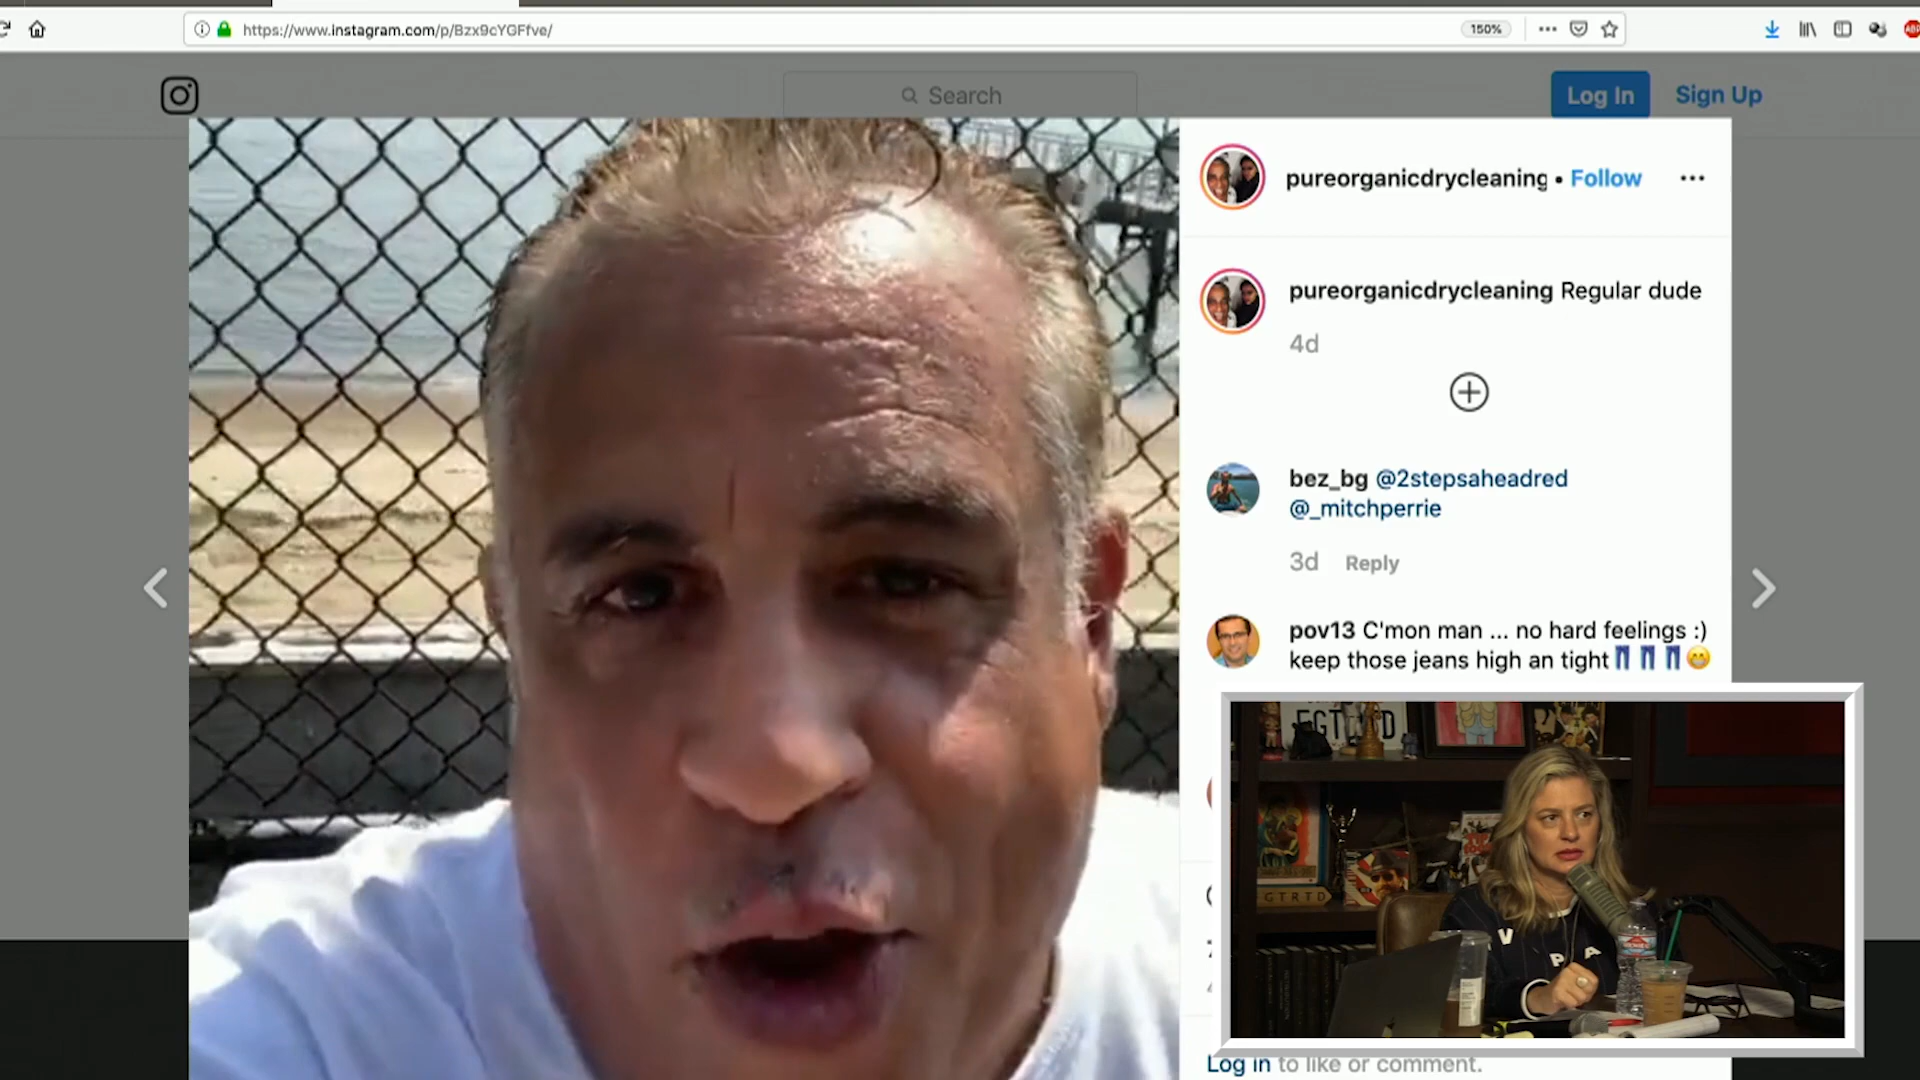 https://www.instagram.com/p/Bzx9cYGFfve/
150%
Search
Log In
Sign Up
pureorganicdrycleaning • Follow
pureorganicdrycleaning Regular dude
4d
bez_bg @2stepsaheadred
@_mitchperrie
3d Reply
pov13 C'mon man ... no hard feelings :)
keep those jeans high an tight👖👖👖😁
GTRTD
V
P A
Log in to like or comment.